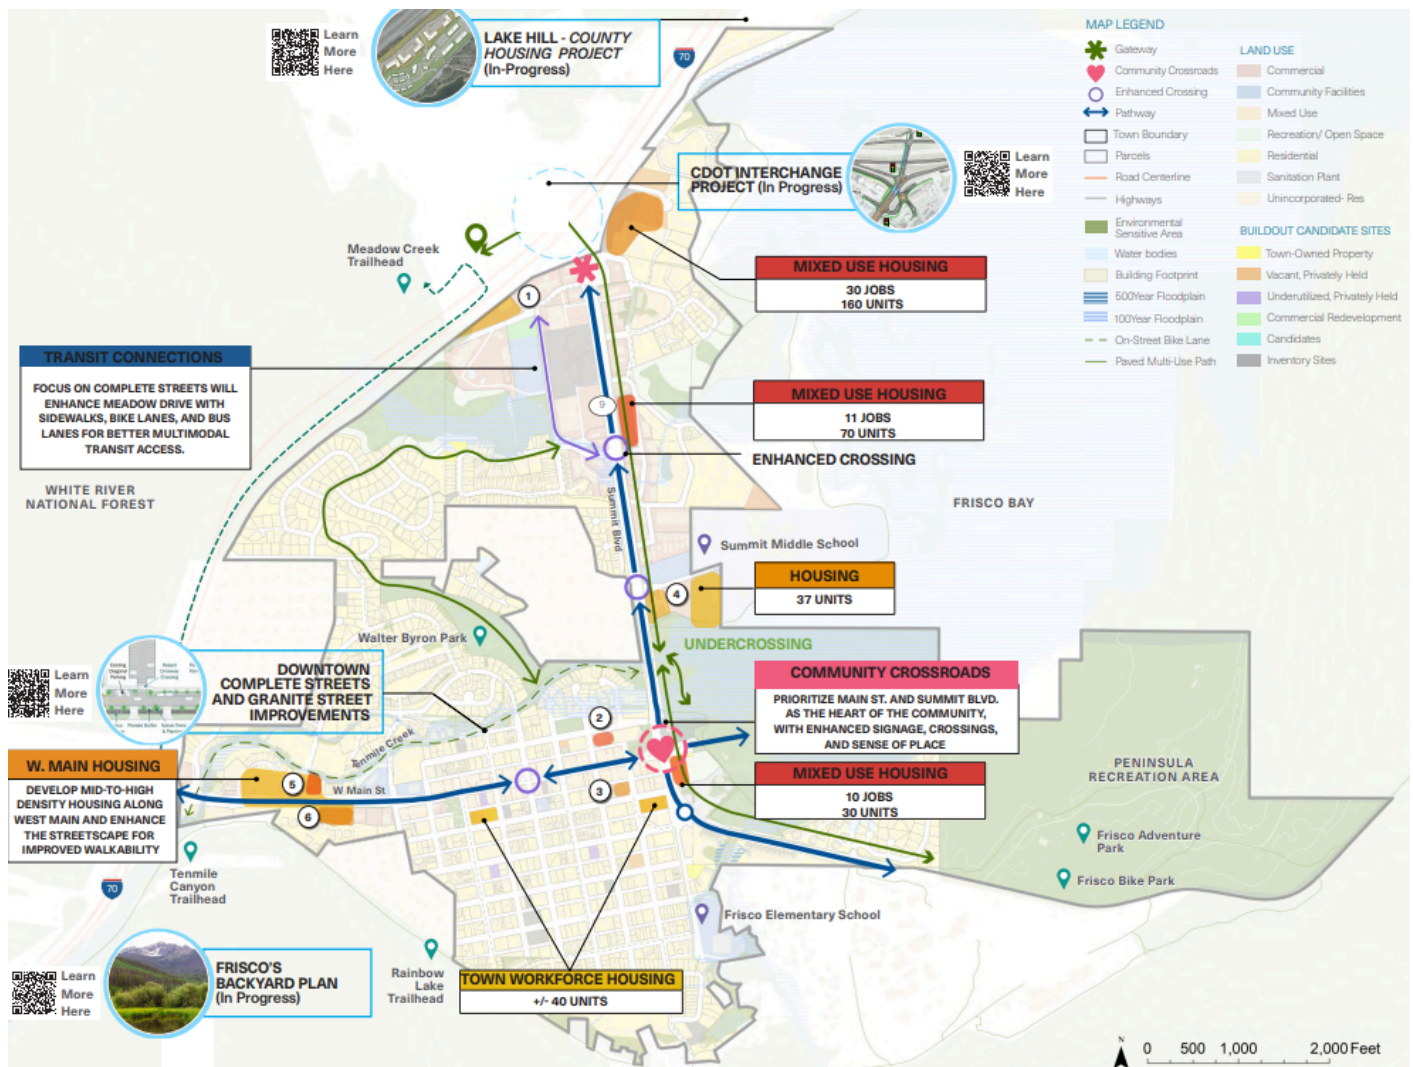 Learn
More
Here
LAKE HILL - COUNTY
HOUSING PROJECT
(In-Progress)
70
MAP LEGEND
Gateway
Community Crossroads
Enhanced Crossing
Pathway
Town Boundary
Parcels
Road Centerline
Highways
Environmental
Sensitive Area
Water bodies
Building Footprint
500Year Floodplain
100Year Floodplain
On-Street Bike Lane
Paved Multi-Use Path
LAND USE
Commercial
Community Facilities
Mixed Use
Recreation/ Open Space
Residential
Sanitation Plant
Unincorporated- Res
BUILDOUT CANDIDATE SITES
Town-Owned Property
Vacant, Privately Held
Underutilized, Privately Held
Commercial Redevelopment
Candidates
Inventory Sites
CDOT INTERCHANGE
PROJECT (In Progress)
Learn
More
Here
Meadow Creek
Trailhead
MIXED USE HOUSING
30 JOBS
160 UNITS
1
TRANSIT CONNECTIONS
FOCUS ON COMPLETE STREETS WILL
ENHANCE MEADOW DRIVE WITH
SIDEWALKS, BIKE LANES, AND BUS
LANES FOR BETTER MULTIMODAL
TRANSIT ACCESS.
9
MIXED USE HOUSING
11 JOBS
70 UNITS
ENHANCED CROSSING
WHITE RIVER
NATIONAL FOREST
Summit Blvd
FRISCO BAY
Summit Middle School
HOUSING
37 UNITS
4
Walter Byron Park
UNDERCROSSING
Learn
More
Here
Existing
Diagonal
Parking
Raised
Driveway
Crossing
DOWNTOWN
COMPLETE STREETS
AND GRANITE STREET
IMPROVEMENTS
COMMUNITY CROSSROADS
PRIORITIZE MAIN ST. AND SUMMIT BLVD.
AS THE HEART OF THE COMMUNITY,
WITH ENHANCED SIGNAGE, CROSSINGS,
AND SENSE OF PLACE
2
Tenmile Creek
W. MAIN HOUSING
DEVELOP MID-TO-HIGH
DENSITY HOUSING ALONG
WEST MAIN AND ENHANCE
THE STREETSCAPE FOR
IMPROVED WALKABILITY
5
W Main St
6
3
MIXED USE HOUSING
10 JOBS
30 UNITS
PENINSULA
RECREATION AREA
Frisco Adventure
Park
Frisco Bike Park
Tenmile
Canyon
Trailhead
70
Frisco Elementary School
Learn
More
Here
FRISCO'S
BACKYARD PLAN
(In Progress)
Rainbow
Lake
Trailhead
TOWN WORKFORCE HOUSING
+/- 40 UNITS
N
0 500 1,000 2,000 Feet